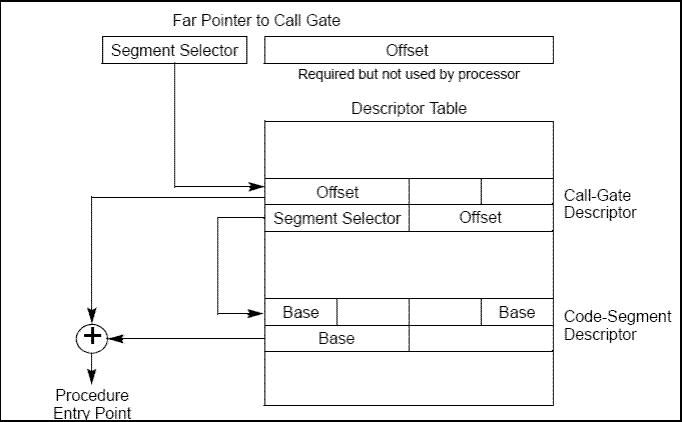 Far Pointer to Call Gate
Segment Selector
Offset
Required but not used by processor
Descriptor Table
Offset
Segment Selector
Offset
Call-Gate
Descriptor
Base
Base
Base
Code-Segment
Descriptor
+
Procedure
Entry Point